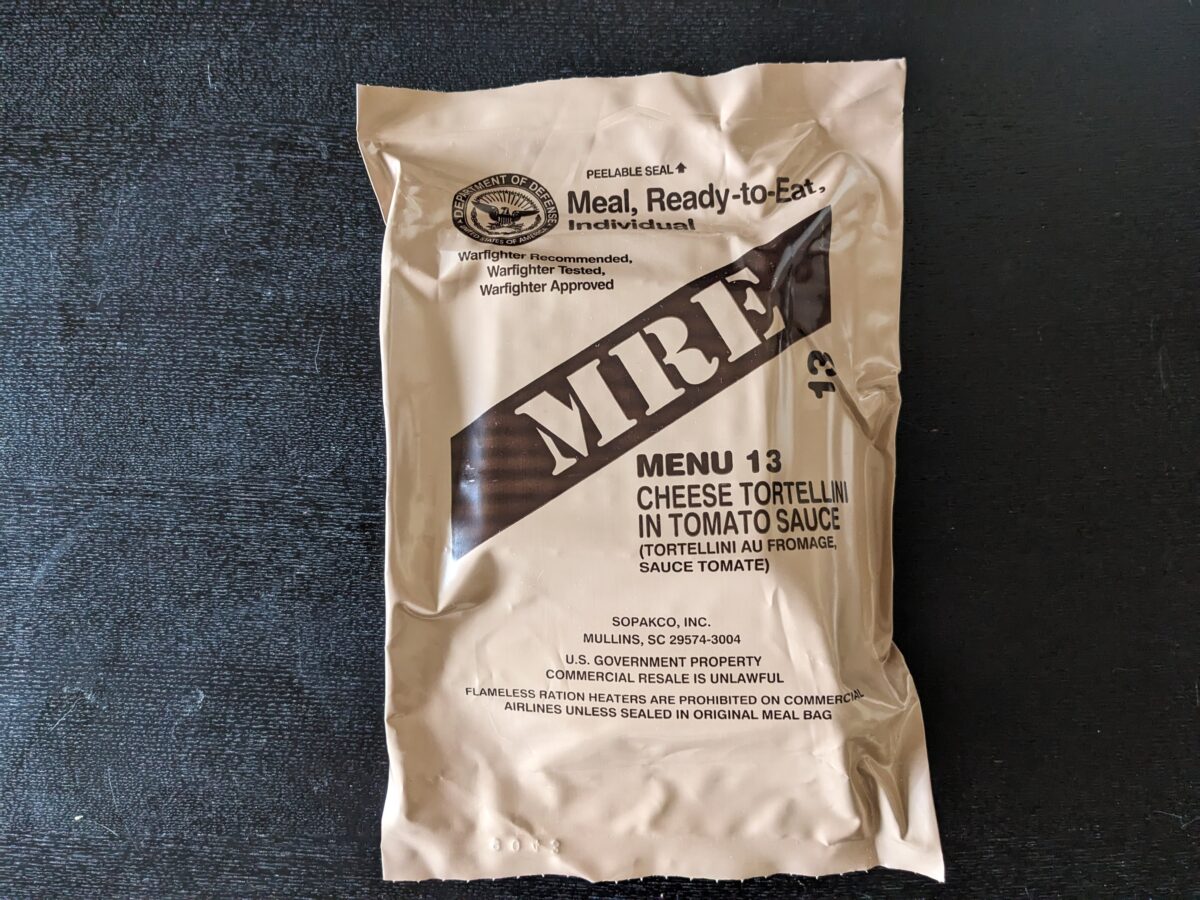 PEELABLE SEAL
DEPARTMENT OF DEFENSE
UNITED STATES OF AMERICA
Meal, Ready-to-Eat,
Individual
Warfighter Recommended,
Warfighter Tested,
Warfighter Approved
MRE
13
MENU 13
CHEESE TORTELLINI
IN TOMATO SAUCE
(TORTELLINI AU FROMAGE,
SAUCE TOMATE)
SOPAKCO, INC.
MULLINS, SC 29574-3004
U.S. GOVERNMENT PROPERTY
COMMERCIAL RESALE IS UNLAWFUL
FLAMELESS RATION HEATERS ARE PROHIBITED ON COMMERCIAL
AIRLINES UNLESS SEALED IN ORIGINAL MEAL BAG